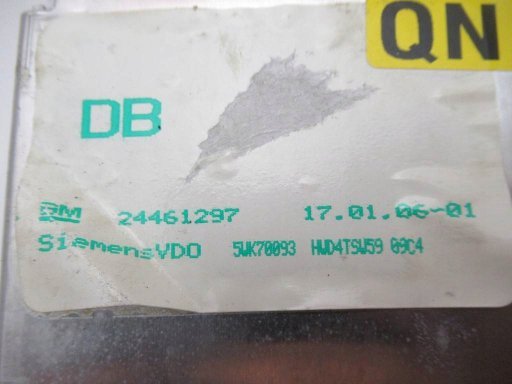 QN
DB
GM 24461297 17.01.06-01
SiemensVDO 5WK70093 HWD4TSW59 09C4